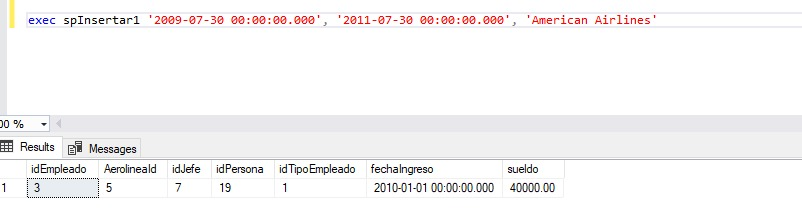 exec spInsertar1 '2009-07-30 00:00:00.000', '2011-07-30 00:00:00.000', 'American Airlines'
00 %
Results Messages
idEmpleado AerolineaId idJefe idPersona idTipoEmpleado fechaIngreso sueldo
1 3 5 7 19 1 2010-01-01 00:00:00.000 40000.00